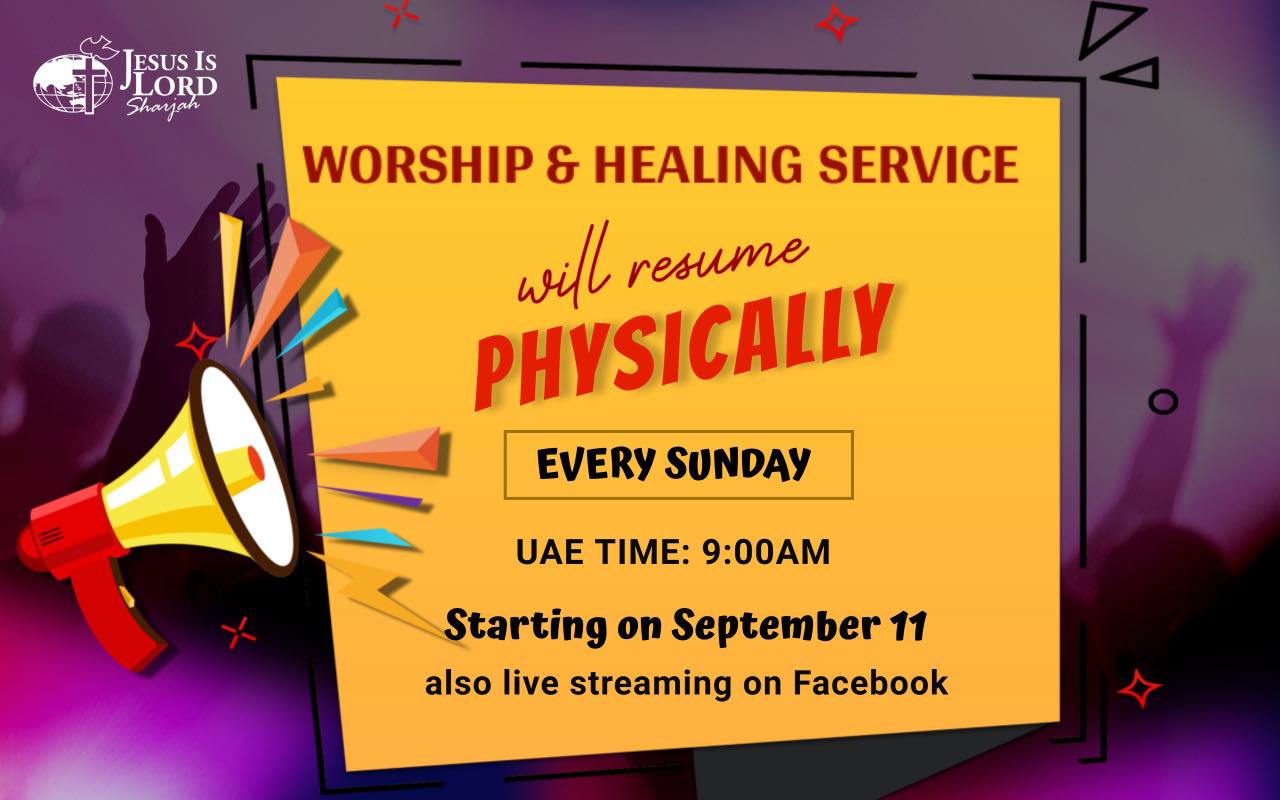 JESUS IS
LORD
Sharjah
WORSHIP & HEALING SERVICE
will resume
PHYSICALLY
EVERY SUNDAY
UAE TIME: 9:00AM
Starting on September 11
also live streaming on Facebook